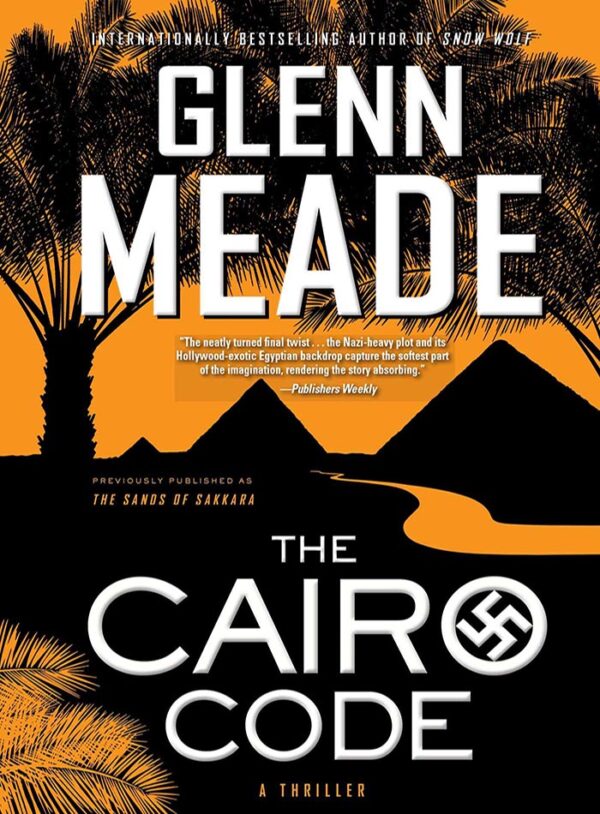 INTERNATIONALLY BESTSELLING AUTHOR OF SNOW WOLF
GLENN
MEADE
"The neatly turned final twist . . . the Nazi-heavy plot and its
Hollywood-exotic Egyptian backdrop capture the softest part
of the imagination, rendering the story absorbing."
—Publishers Weekly
PREVIOUSLY PUBLISHED AS
THE SANDS OF SAKKARA
THE
CAIRO
CODE
A THRILLER